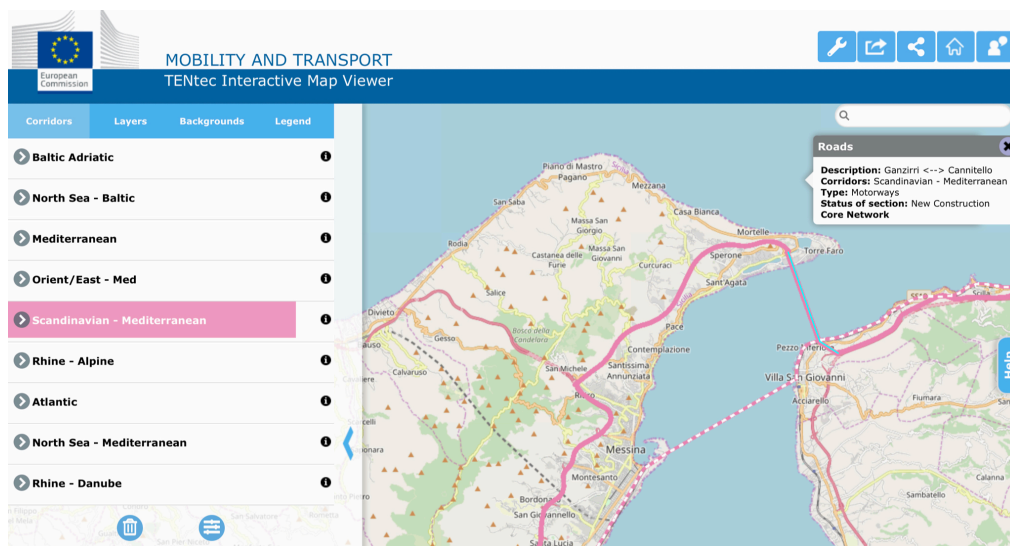 European
Commission
MOBILITY AND TRANSPORT
TENtec Interactive Map Viewer
Corridors Layers Backgrounds Legend
Baltic Adriatic
North Sea - Baltic
Mediterranean
Orient/East - Med
Scandinavian - Mediterranean
Rhine - Alpine
Atlantic
North Sea - Mediterranean
Rhine - Danube
Roads
Description: Ganzirri <--> Cannitello
Corridors: Scandinavian - Mediterranean
Type: Motorways
Status of section: New Construction
Core Network
Help
Piano di Mastro
Pagano
Mezzana
San Saba
Casa Bianca
Massa San
Giorgio
Mortelle
Rodia
Castanea delle
Furie
Massa San
Giovanni
Curcuraci
Sperone
Torre Faro
Sant'Agata
Salice
Scilla
Divieto
Gesso
Bosco della
Candelara
Pace
Contemplazione
Pezzo
Calvaruso
San Michele
Santissima
Annunziata
Villa San Giovanni
Ritiro
Acciarello
Fiumara
Messina
Montesanto
Calanna
Sambatello
Bordonaro
San Giovannello
Santa Lucia